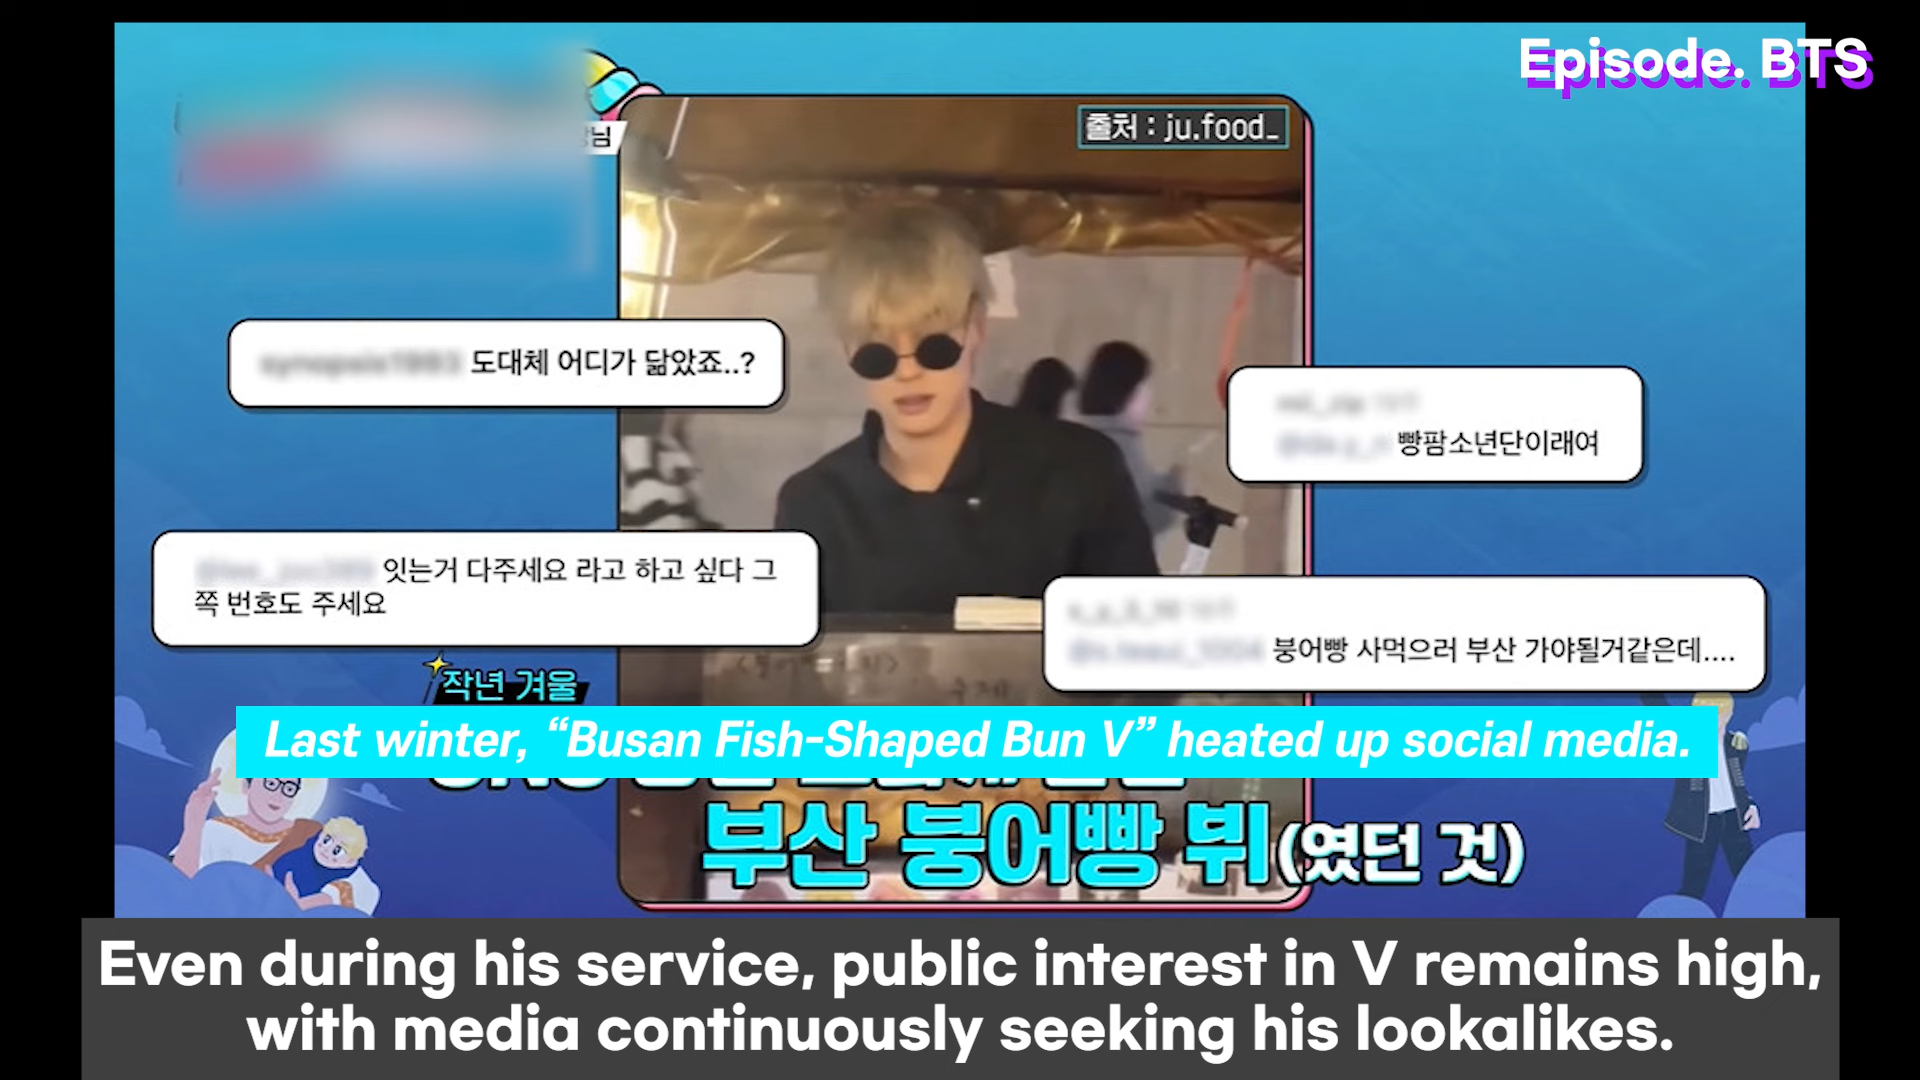 Episode. BTS
출처 : ju.food_
도대체 어디가 닮았죠..?
빵팜소년단이래여
잇는거 다주세요 라고 하고 싶다 그
쪽 번호도 주세요
붕어빵 사먹으러 부산 가야될거같은데....
작년 겨울
Last winter, “Busan Fish-Shaped Bun V” heated up social media.
부산 붕어빵 뷔(였던 것)
Even during his service, public interest in V remains high,
with media continuously seeking his lookalikes.